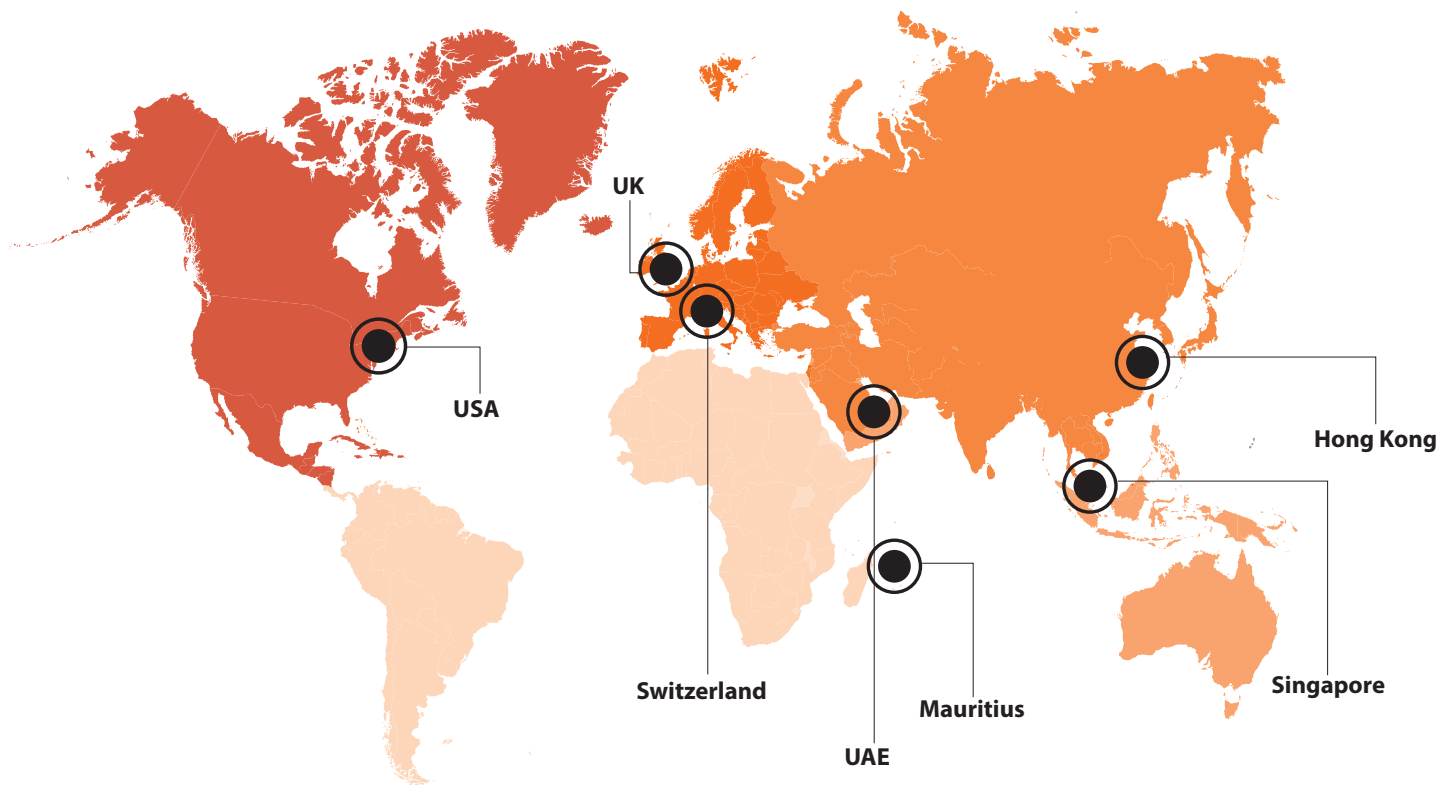 UK
USA
Hong Kong
Switzerland
Singapore
Mauritius
UAE